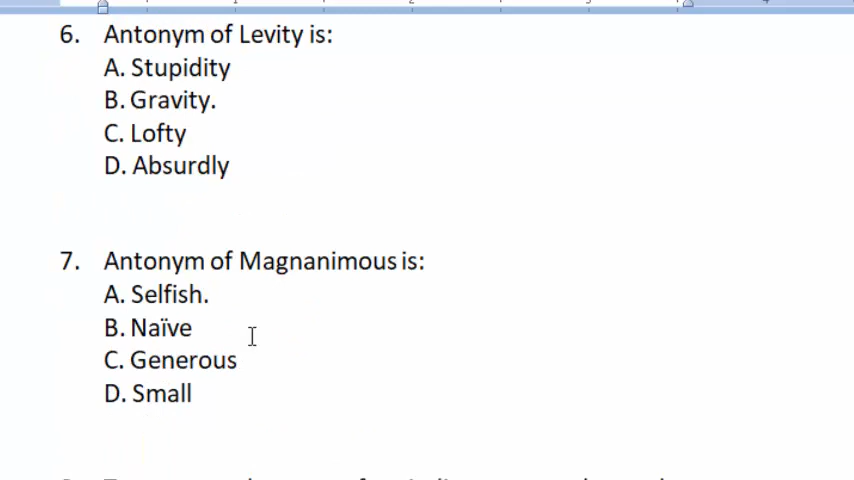 6. Antonym of Levity is:
A. Stupidity
B. Gravity.
C. Lofty
D. Absurdly
7. Antonym of Magnanimous is:
A. Selfish.
B. Naïve
C. Generous
D. Small